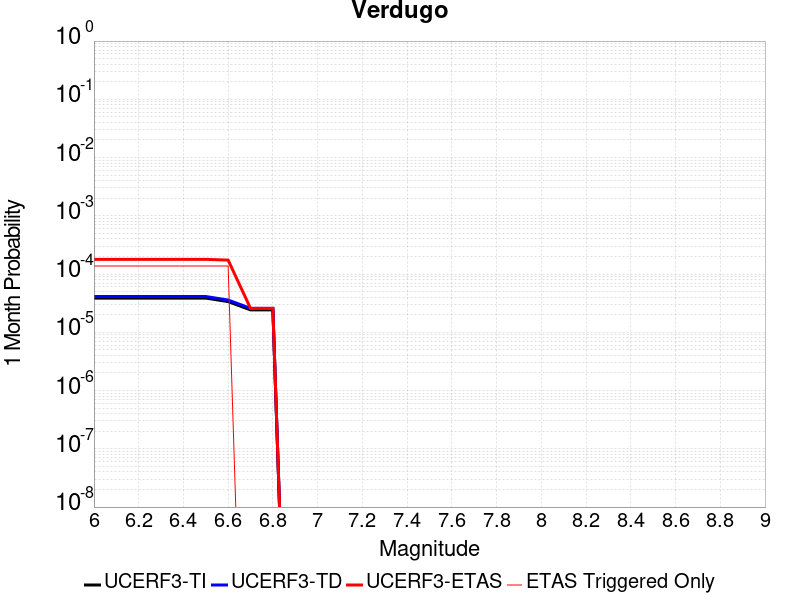 Verdugo
10^0
10^-1
10^-2
10^-3
10^-4
10^-5
10^-6
10^-7
10^-8
1 Month Probability
6 6.2 6.4 6.6 6.8 7 7.2 7.4 7.6 7.8 8 8.2 8.4 8.6 8.8 9
Magnitude
UCERF3-TI UCERF3-TD UCERF3-ETAS ETAS Triggered Only